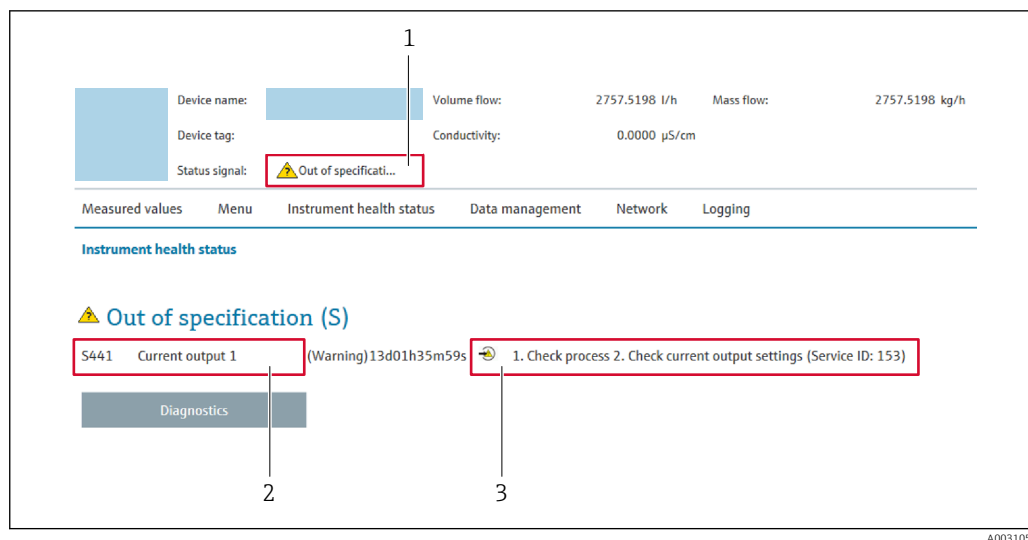 1
Device name: Volume flow: 2757.5198 l/h Mass flow: 2757.5198 kg/h
Device tag: Conductivity: 0.0000 µS/cm
Status signal: Out of specificati...
Measured values Menu Instrument health status Data management Network Logging
Instrument health status
Out of specification (S)
S441 Current output 1 (Warning)13d01h35m59s 1. Check process 2. Check current output settings (Service ID: 153)
Diagnostics
2 3